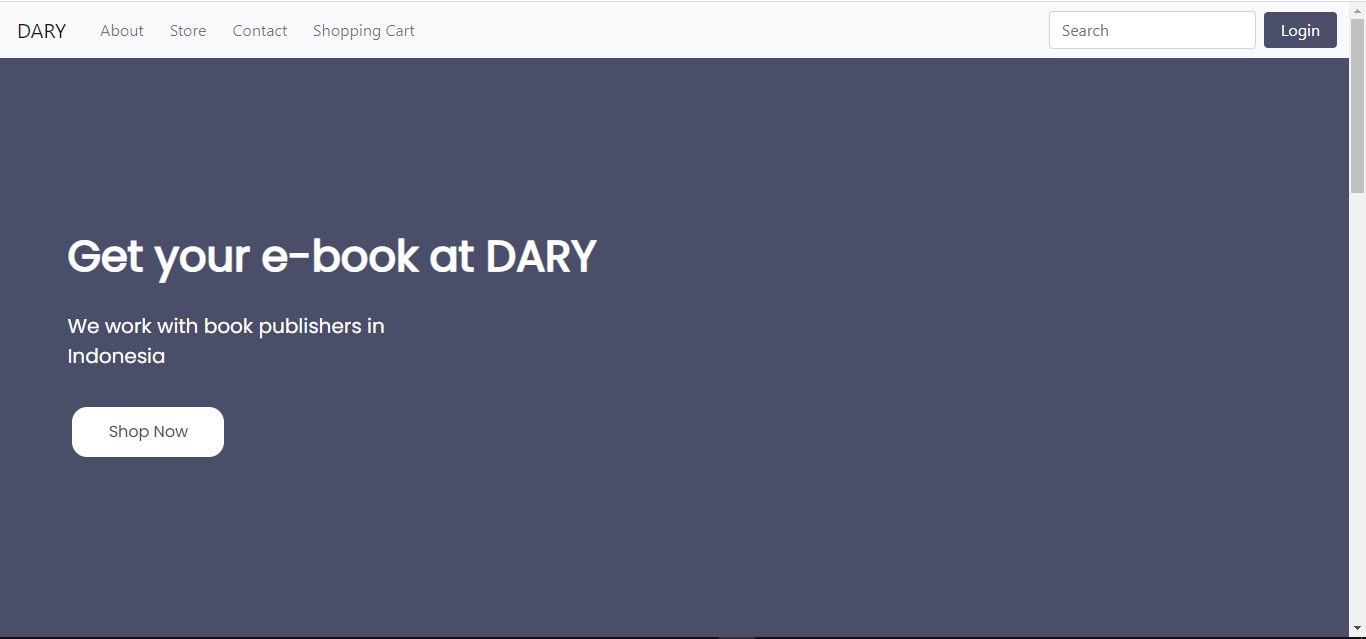 DARY About Store Contact Shopping Cart Search Login
Get your e-book at DARY
We work with book publishers in
Indonesia
Shop Now